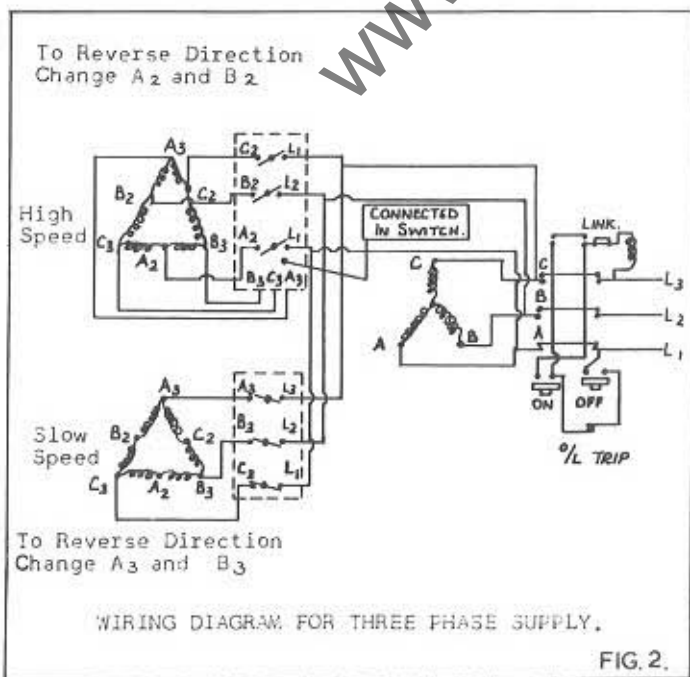 www.
To Reverse Direction
Change A2 and B2
A3
B2
C2
High
Speed
C3
A2
B3
C2
L1
B2
L2
A2
L1
B3 C3 A3
CONNECTED
IN SWITCH.
C
A
B
LINK.
C
L3
B
L2
A
L1
ON
OFF
O/L TRIP
A3
B2
C2
Slow
Speed
C3
A2
B3
A3
L3
B3
L2
C3
L1
To Reverse Direction
Change A3 and B3
WIRING DIAGRAM FOR THREE PHASE SUPPLY.
FIG. 2.